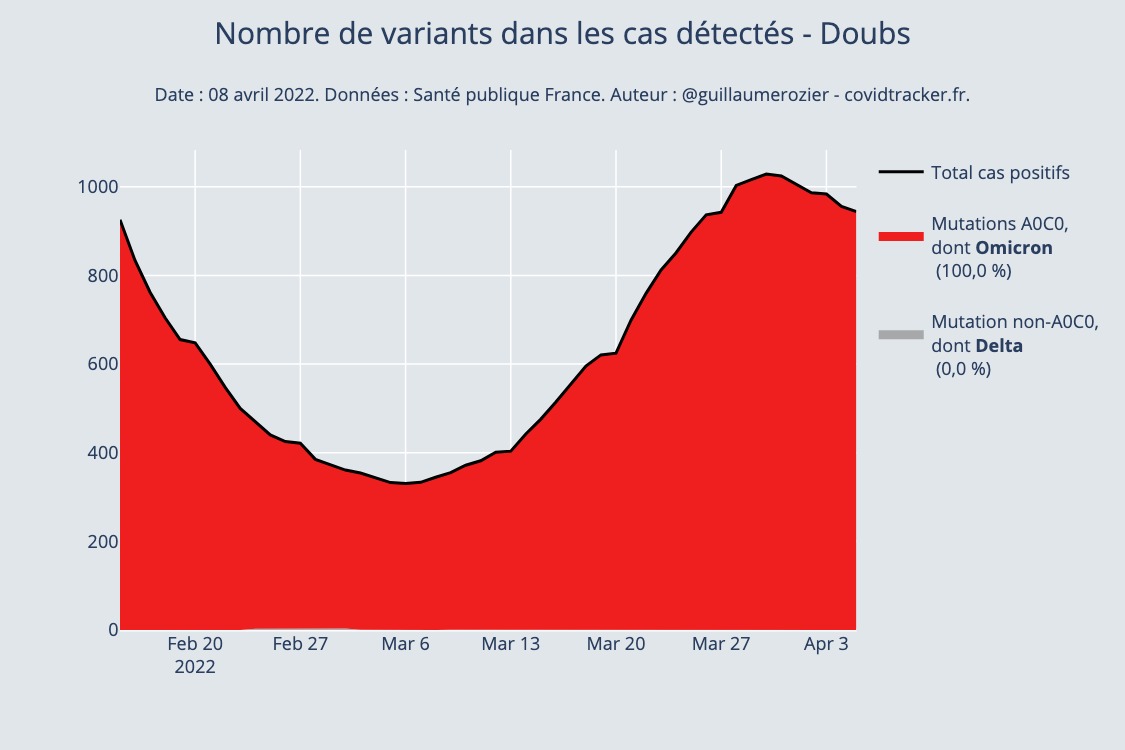 Nombre de variants dans les cas détectés - Doubs
Date : 08 avril 2022. Données : Santé publique France. Auteur : @guillaumerozier - covidtracker.fr.
1000
800
600
400
200
0
Feb 20
2022
Feb 27
Mar 6
Mar 13
Mar 20
Mar 27
Apr 3
Total cas positifs
Mutations A0C0,
dont Omicron
(100,0 %)
Mutation non-A0C0,
dont Delta
(0,0 %)